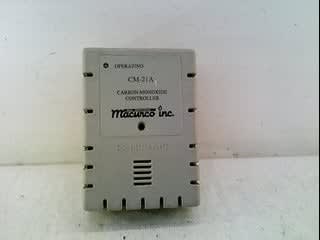 OPERATING
CM-21A
CARBON MONOXIDE
CONTROLLER
Macurco inc.